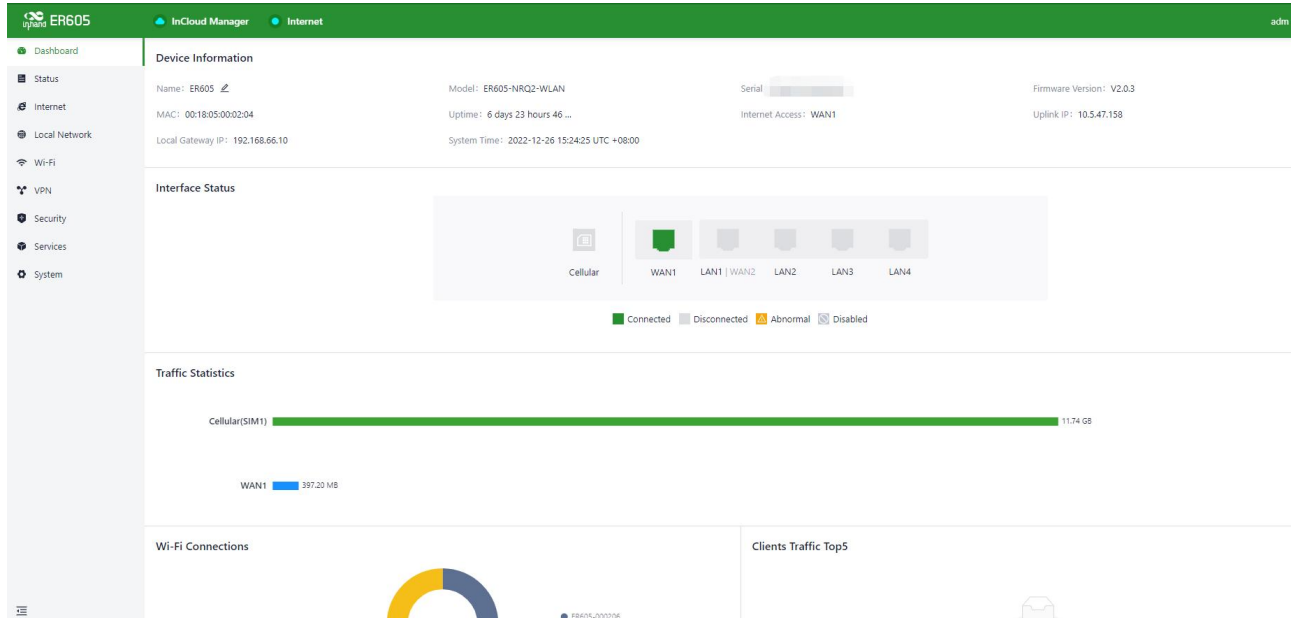 inhand ER605 InCloud Manager Internet adm
Dashboard
Status
Internet
Local Network
Wi-Fi
VPN
Security
Services
System
Device Information
Name: ER605 Model: ER605-NRQ2-WLAN Serial Firmware Version: V2.0.3
MAC: 00:18:05:00:02:04 Uptime: 6 days 23 hours 46 ... Internet Access: WAN1 Uplink IP: 10.5.47.158
Local Gateway IP: 192.168.66.10 System Time: 2022-12-26 15:24:25 UTC +08:00
Interface Status
Cellular WAN1 LAN1 | WAN2 LAN2 LAN3 LAN4
Connected Disconnected Abnormal Disabled
Traffic Statistics
Cellular(SIM1) 11.74 GB
WAN1 397.20 MB
Wi-Fi Connections Clients Traffic Top5
ER605-000206